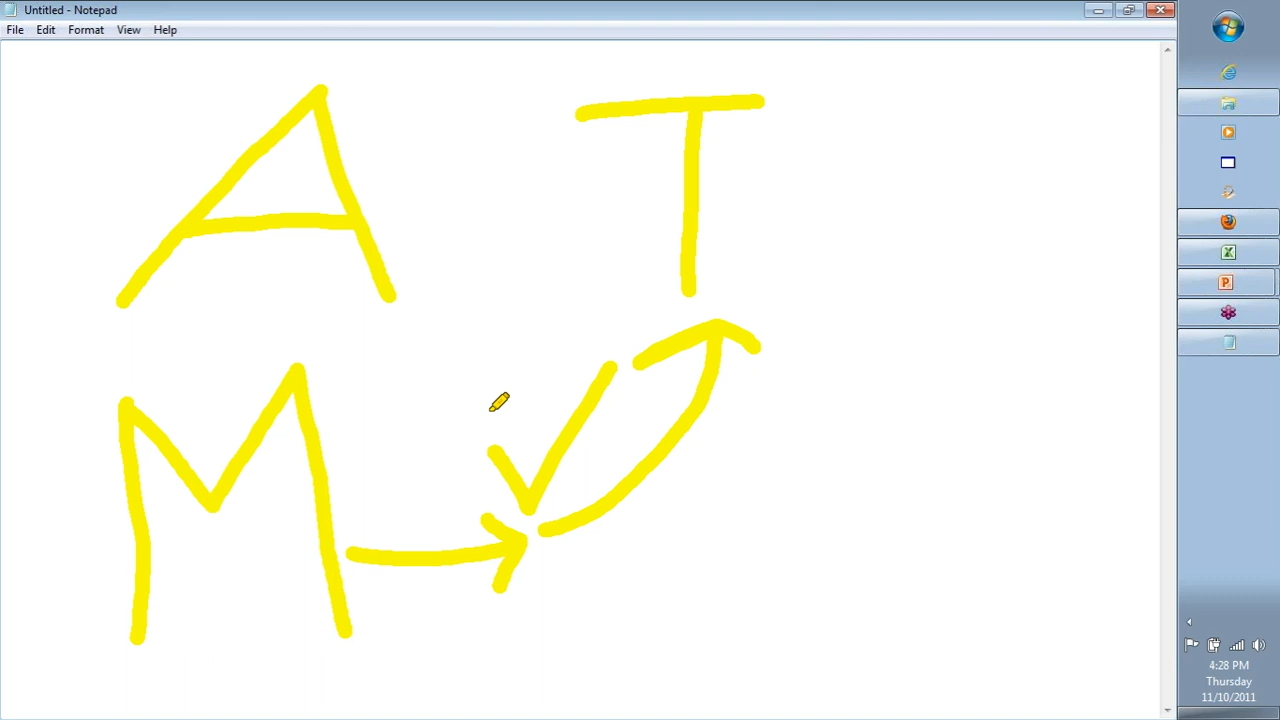 Untitled - Notepad
File Edit Format View Help
A T
M
4:28 PM
Thursday
11/10/2011